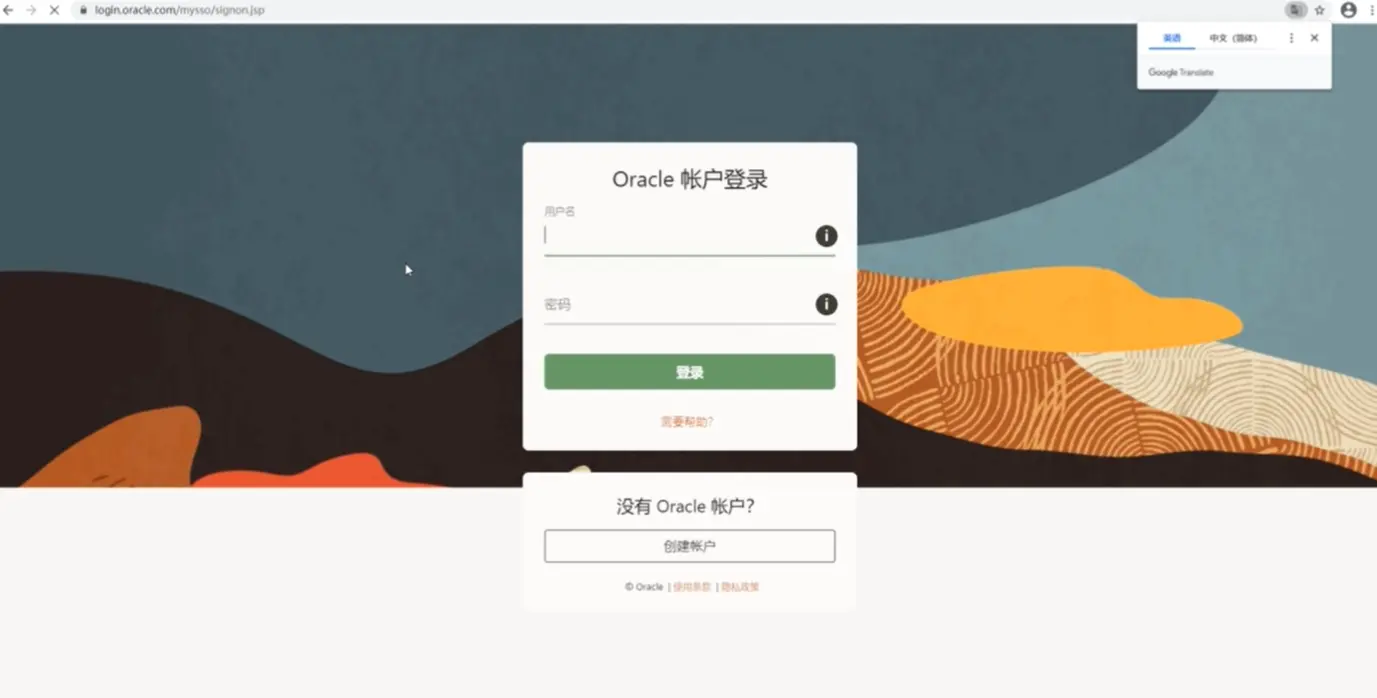 login.oracle.com/mysso/signon.jsp
英语 中文（简体）
Google Translate
Oracle 帐户登录
用户名
密码
登录
需要帮助?
没有 Oracle 帐户?
创建帐户
© Oracle | 使用条款 | 隐私政策